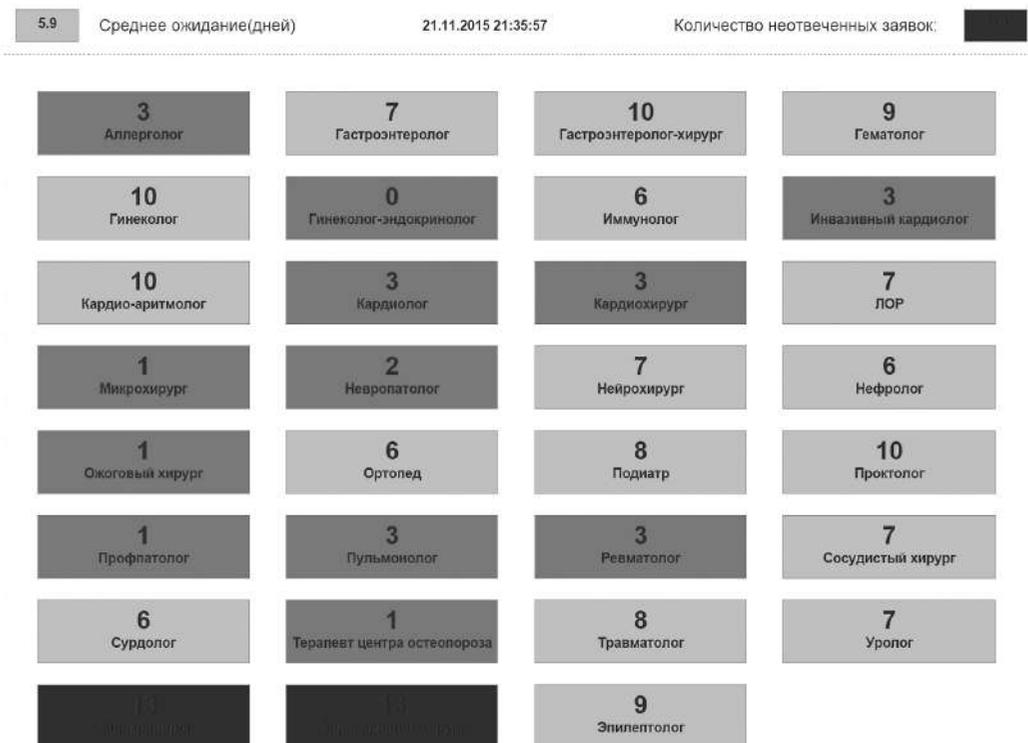 5.9 Среднее ожидание(дней) 21.11.2015 21:35:57 Количество неотвеченных заявок:
3 7 10 9
Аллерголог Гастроэнтеролог Гастроэнтеролог-хирург Гематолог
10 0 6 3
Гинеколог Гинеколог-эндокринолог Иммунолог Инвазивный кардиолог
10 3 3 7
Кардио-аритмолог Кардиолог Кардиохирург ЛОР
1 2 7 6
Микрохирург Невропатолог Нейрохирург Нефролог
1 6 8 10
Ожоговый хирург Ортопед Подиатр Проктолог
1 3 3 7
Профпатолог Пульмонолог Ревматолог Сосудистый хирург
6 1 8 7
Сурдолог Терапевт центра остеопороза Травматолог Уролог
13 13 9
Эпилептолог